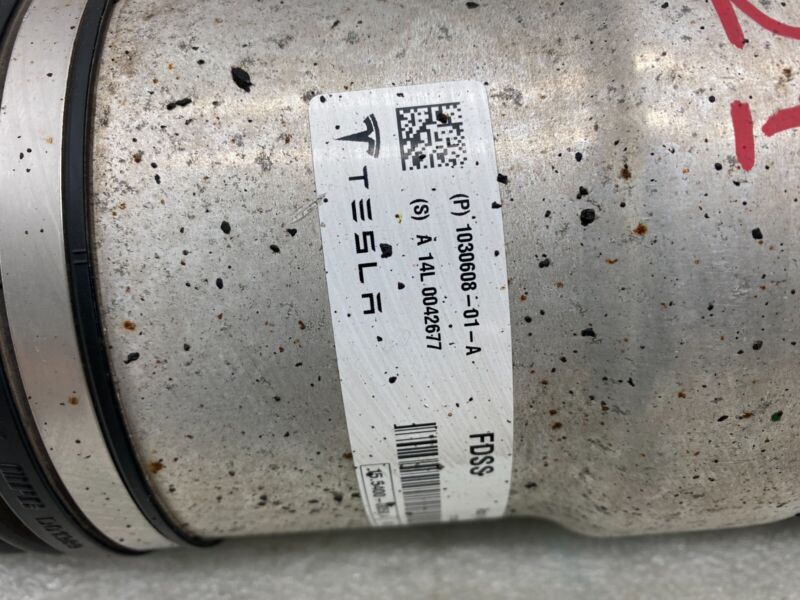 TESLA
(P) 1030608-01-A
(S) A 14L 0042677
FDSS